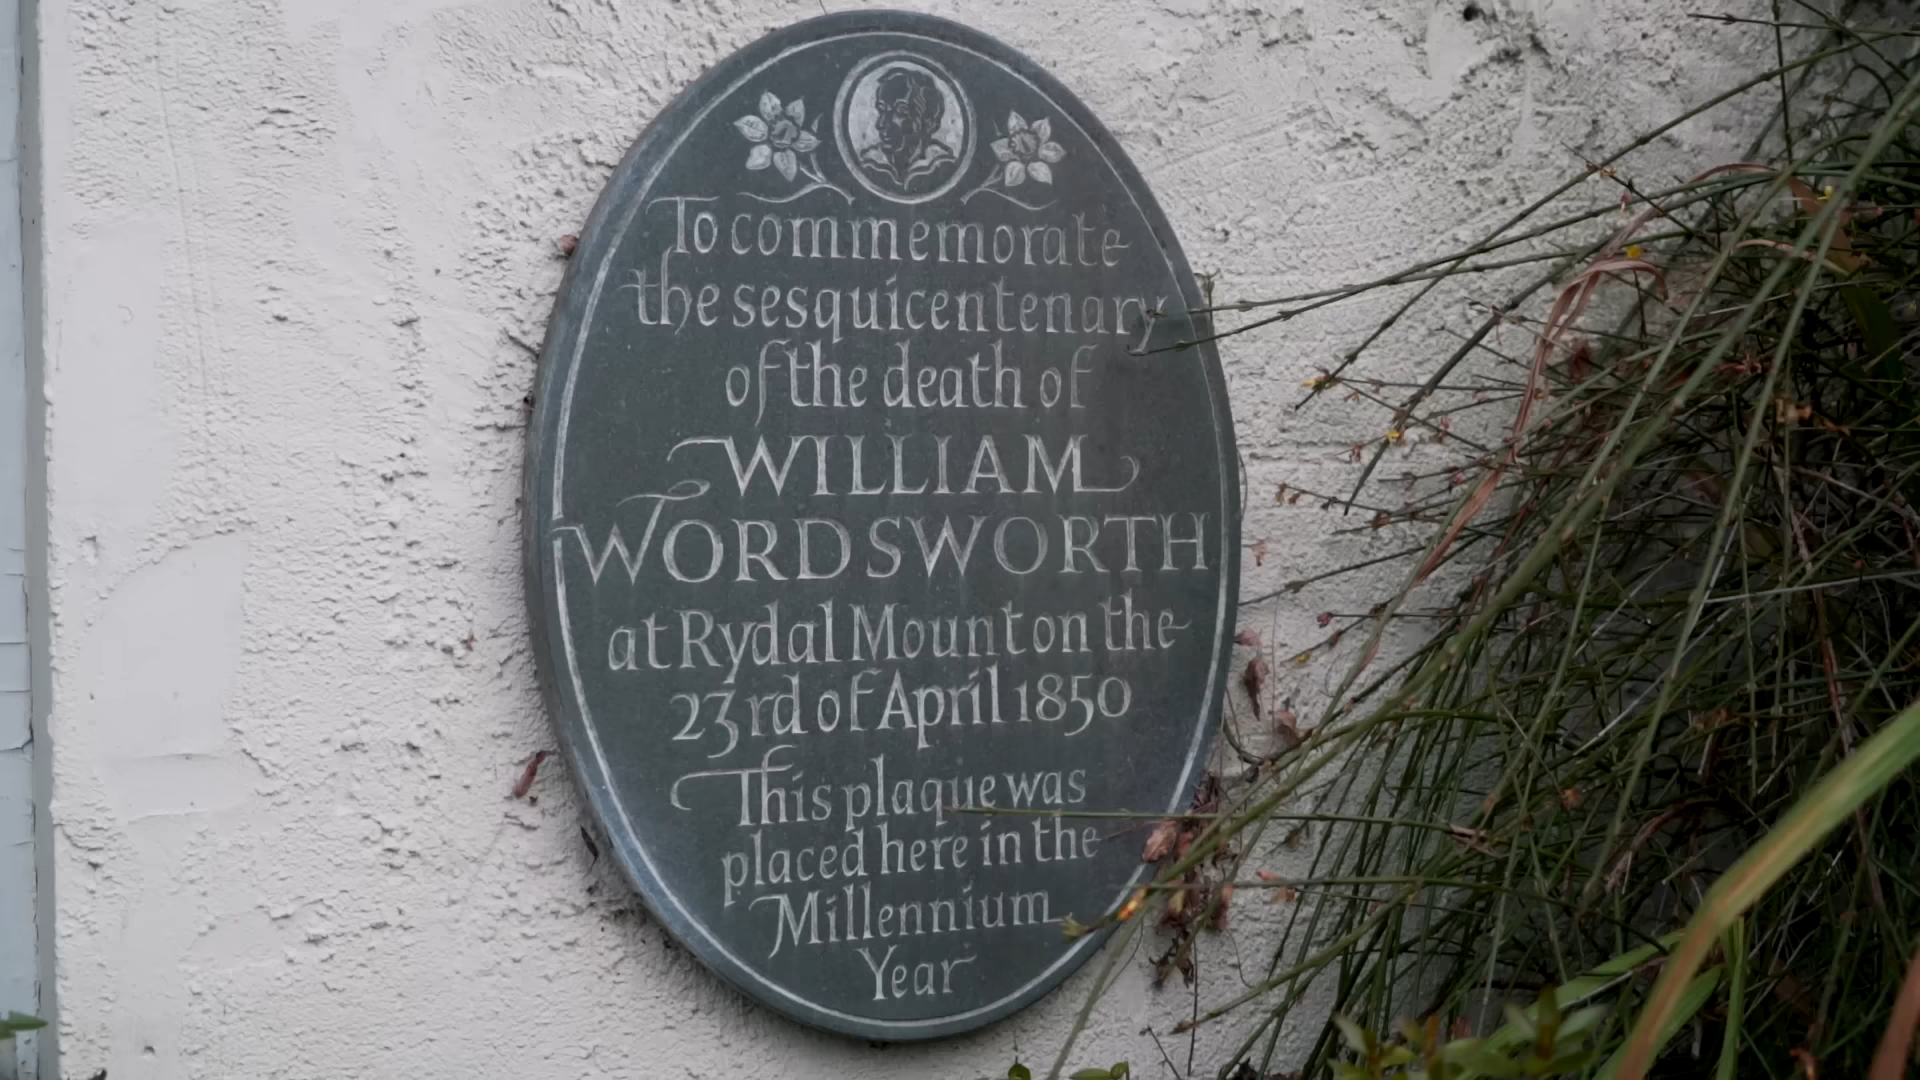 To commemorate
the sesquicentenary
of the death of
WILLIAM
WORDSWORTH
at Rydal Mount on the
23rd of April 1850
This plaque was
placed here in the
Millennium
Year